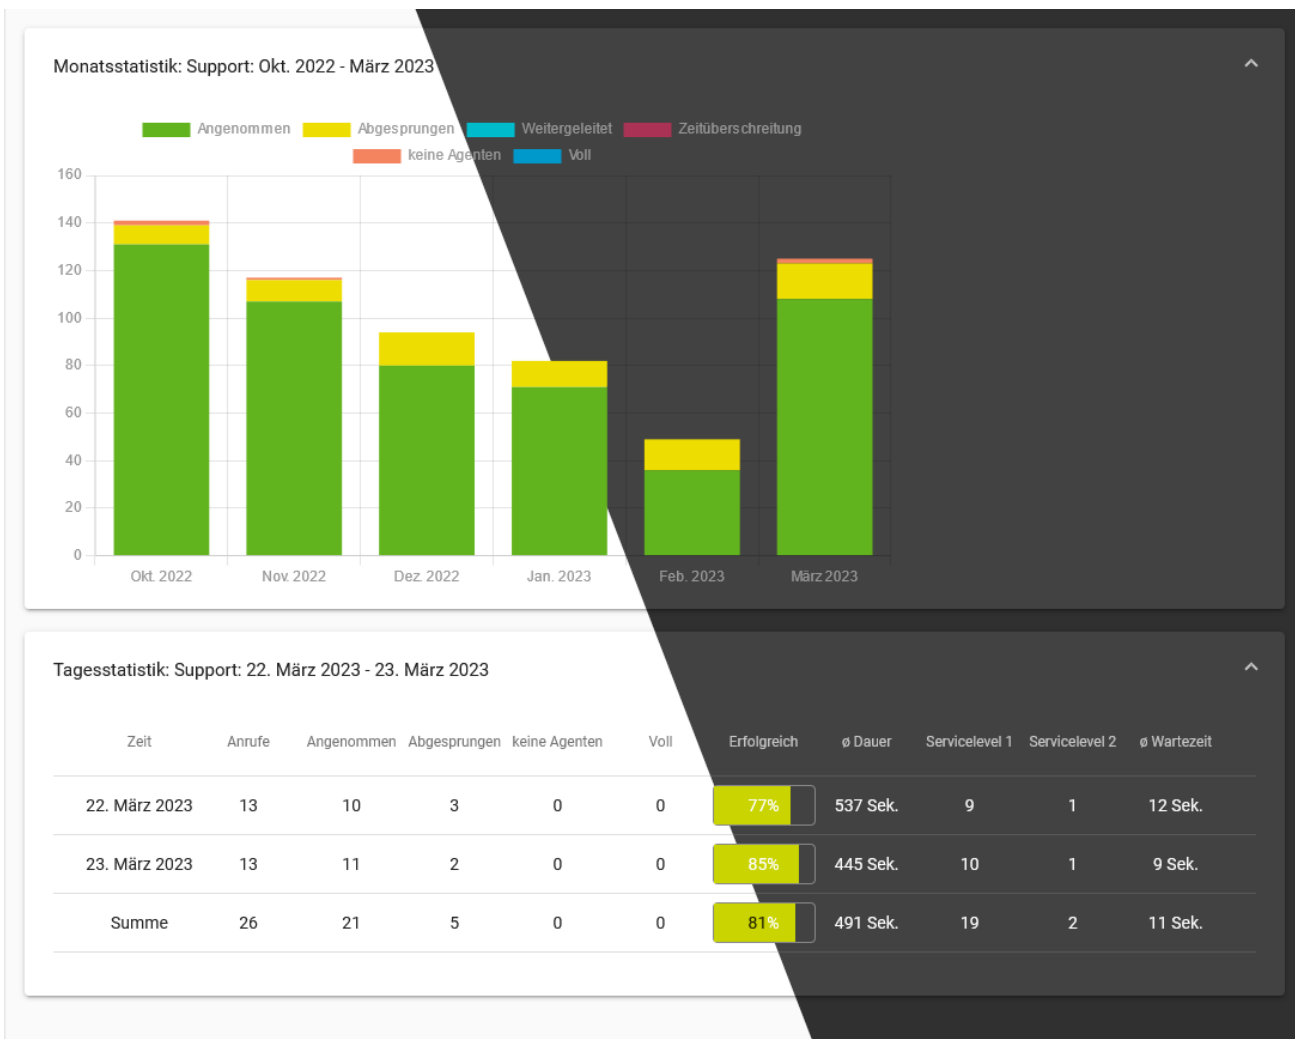 Monatsstatistik: Support: Okt. 2022 - März 2023
Angenommen Abgesprungen Weitergeleitet Zeitüberschreitung
keine Agenten Voll
160
140
120
100
80
60
40
20
0
Okt. 2022 Nov. 2022 Dez. 2022 Jan. 2023 Feb. 2023 März 2023
Tagesstatistik: Support: 22. März 2023 - 23. März 2023
Zeit Anrufe Angenommen Abgesprungen keine Agenten Voll Erfolgreich ø Dauer Servicelevel 1 Servicelevel 2 ø Wartezeit
22. März 2023 13 10 3 0 0 77% 537 Sek. 9 1 12 Sek.
23. März 2023 13 11 2 0 0 85% 445 Sek. 10 1 9 Sek.
Summe 26 21 5 0 0 81% 491 Sek. 19 2 11 Sek.